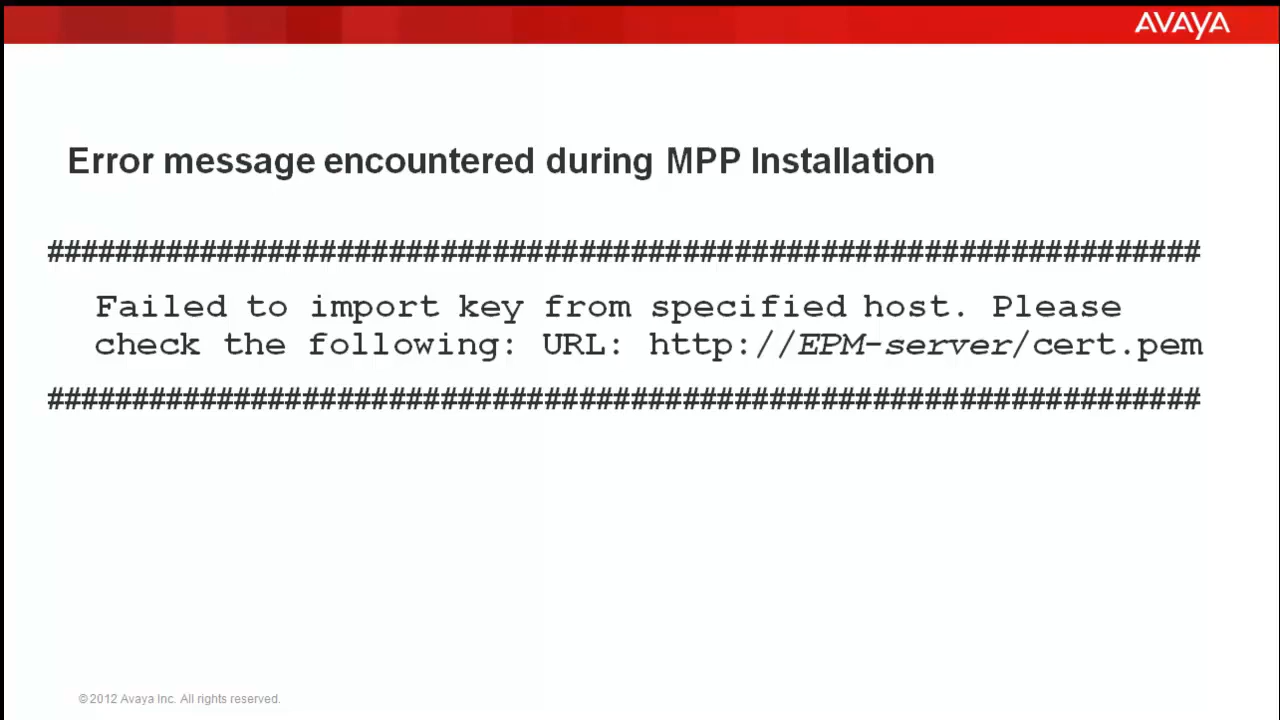 AVAYA
Error message encountered during MPP Installation
###################################################################
Failed to import key from specified host. Please
check the following: URL: http://EPM-server/cert.pem
###################################################################
©2012 Avaya Inc. All rights reserved.